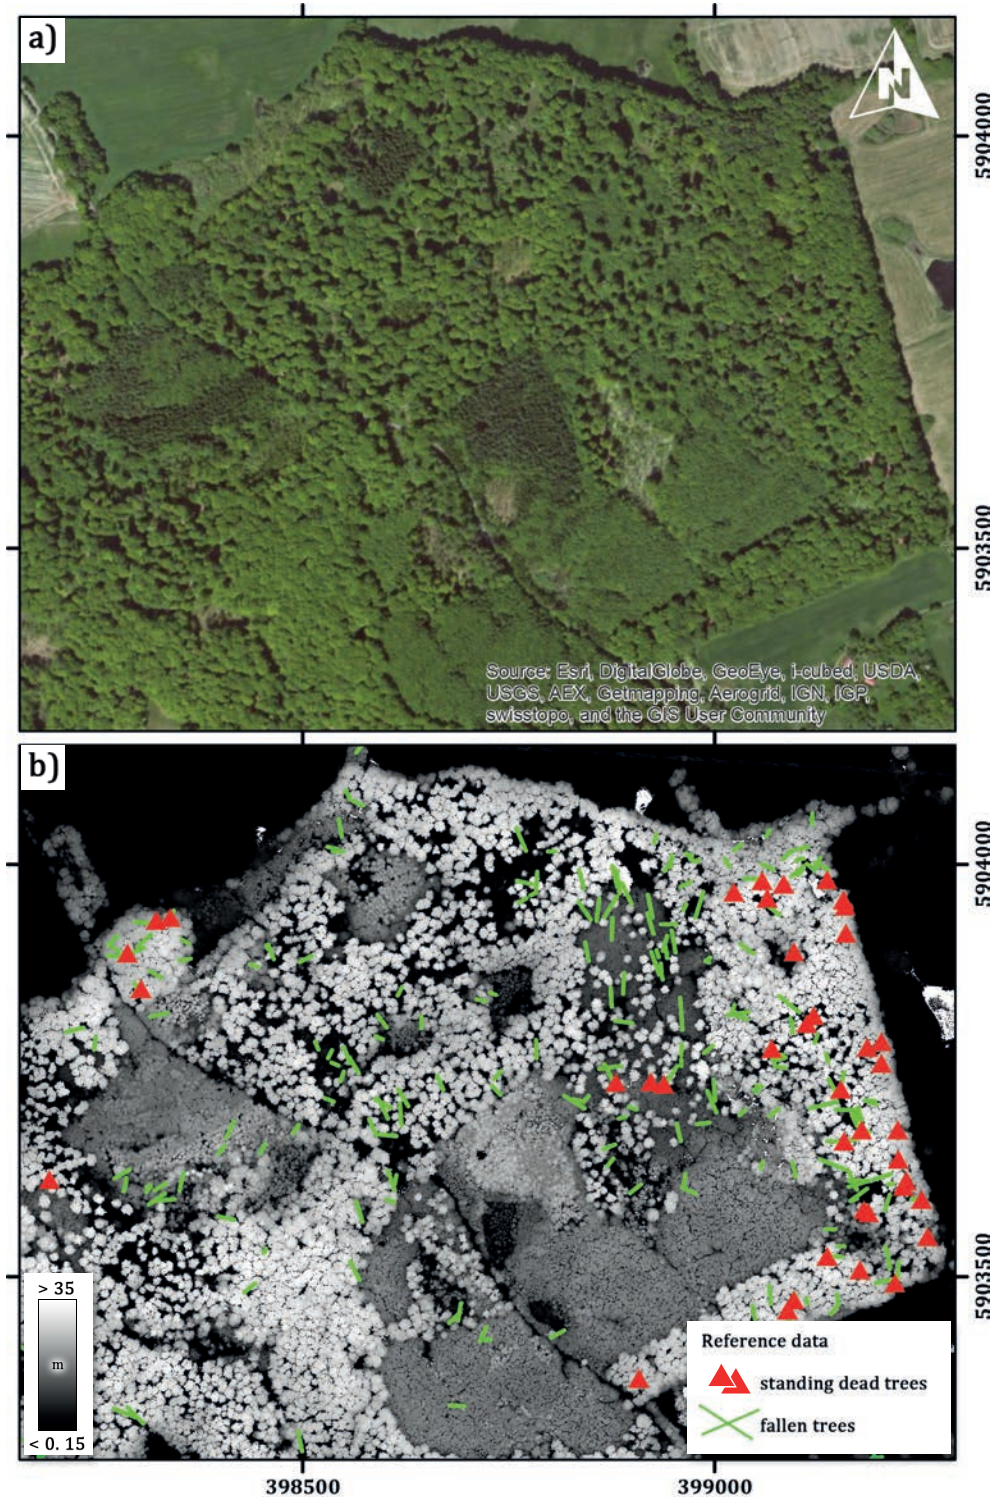 a)
N
5904000
5903500
Source: Esri, DigitalGlobe, GeoEye, i-cubed, USDA,
USGS, AEX, Getmapping, Aerogrid, IGN, IGP,
swisstopo, and the GIS User Community
b)
5904000
5903500
> 35
m
< 0. 15
Reference data
standing dead trees
fallen trees
398500
399000